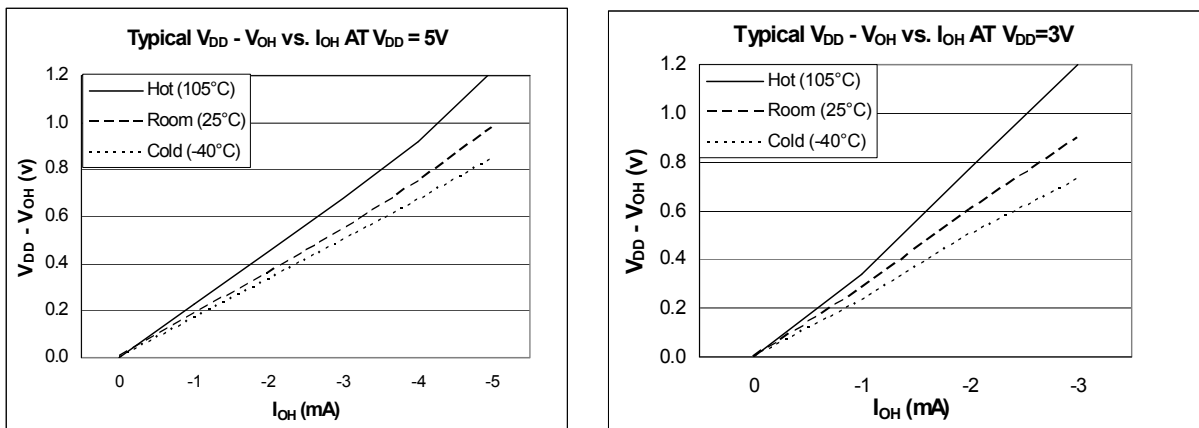 Typical VDD - VOH vs. IOH AT VDD = 5V
1.2
1.0
0.8
0.6
0.4
0.2
0.0
Hot (105°C)
Room (25°C)
Cold (-40°C)
VDD - VOH (v)
0 -1 -2 -3 -4 -5
IOH (mA)
Typical VDD - VOH vs. IOH AT VDD=3V
1.2
1.0
0.8
0.6
0.4
0.2
0.0
Hot (105°C)
Room (25°C)
Cold (-40°C)
VDD - VOH (v)
0 -1 -2 -3
IOH (mA)